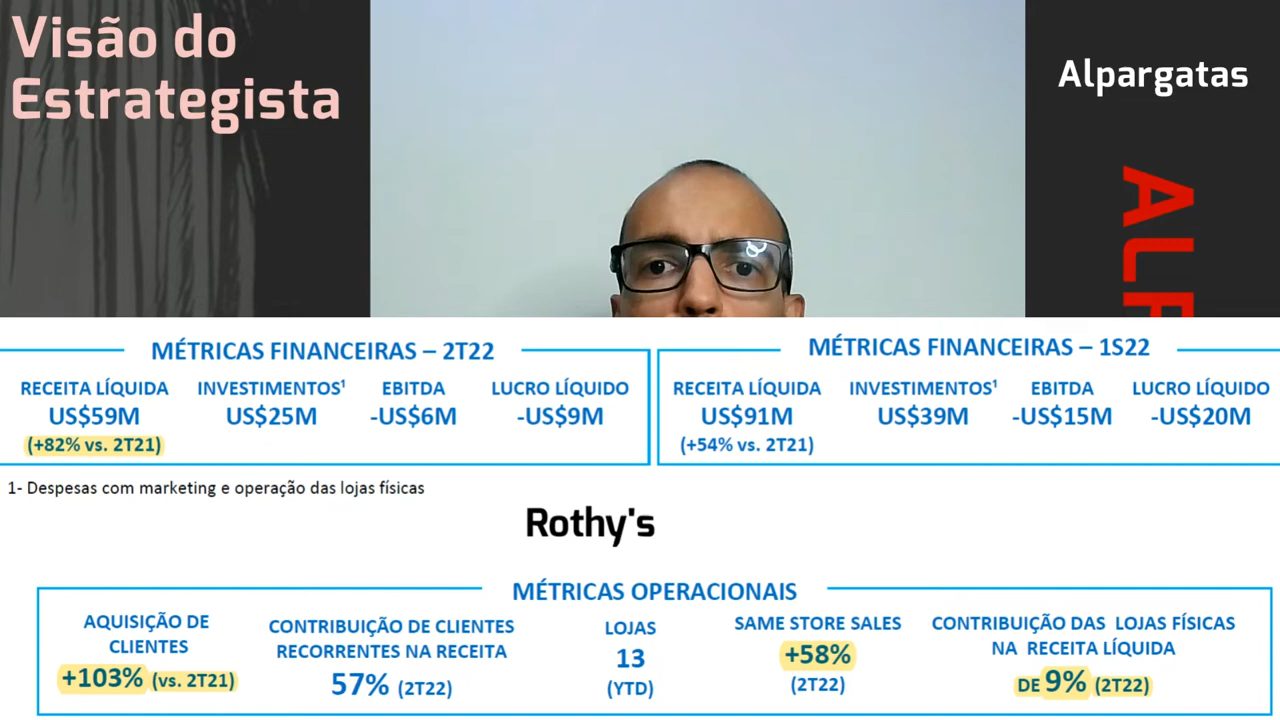 Visão do
Estrategista
Alpargatas
MÉTRICAS FINANCEIRAS – 2T22
RECEITA LÍQUIDA
US$59M
(+82% vs. 2T21)
INVESTIMENTOS¹
US$25M
EBITDA
-US$6M
LUCRO LÍQUIDO
-US$9M
MÉTRICAS FINANCEIRAS – 1S22
RECEITA LÍQUIDA
US$91M
(+54% vs. 2T21)
INVESTIMENTOS¹
US$39M
EBITDA
-US$15M
LUCRO LÍQUIDO
-US$20M
1- Despesas com marketing e operação das lojas físicas
Rothy's
MÉTRICAS OPERACIONAIS
AQUISIÇÃO DE
CLIENTES
+103% (vs. 2T21)
CONTRIBUIÇÃO DE CLIENTES
RECORRENTES NA RECEITA
57% (2T22)
LOJAS
13
(YTD)
SAME STORE SALES
+58%
(2T22)
CONTRIBUIÇÃO DAS LOJAS FÍSICAS
NA RECEITA LÍQUIDA
DE 9% (2T22)